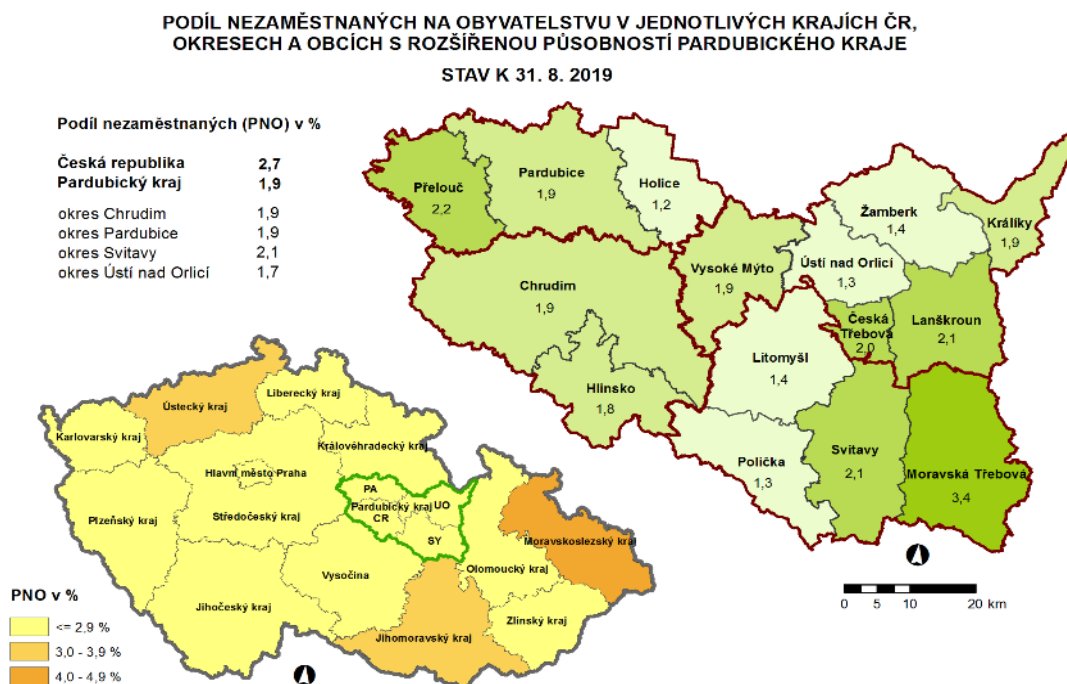 PODÍL NEZAMĚSTNANÝCH NA OBYVATELSTVU V JEDNOTLIVÝCH KRAJÍCH ČR,
OKRESECH A OBCÍCH S ROZŠÍŘENOU PŮSOBNOSTÍ PARDUBICKÉHO KRAJE
STAV K 31. 8. 2019
Podíl nezaměstnaných (PNO) v %
Česká republika 2,7
Pardubický kraj 1,9
okres Chrudim 1,9
okres Pardubice 1,9
okres Svitavy 2,1
okres Ústí nad Orlicí 1,7
Přelouč
2,2
Pardubice
1,9
Holice
1,2
Žamberk
1,4
Králíky
1,9
Vysoké Mýto
1,9
Ústí nad Orlicí
1,3
Chrudim
1,9
Česká
Třebová
2,0
Lanškroun
2,1
Litomyšl
1,4
Hlinsko
1,8
Polička
1,3
Svitavy
2,1
Moravská Třebová
3,4
0 5 10 20 km
Ústecký kraj
Liberecký kraj
Karlovarský kraj
Královéhradecký kraj
Hlavní město Praha
PA
Pardubický kraj
UO
CR
SY
Plzeňský kraj
Středočeský kraj
Moravskoslezský kraj
Vysočina
Olomoucký kraj
Jihočeský kraj
Zlínský kraj
Jihomoravský kraj
PNO v %
<= 2,9 %
3,0 - 3,9 %
4,0 - 4,9 %